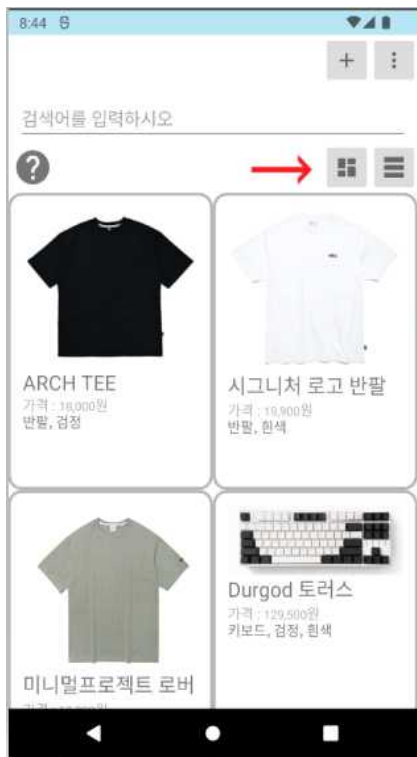 8:44
검색어를 입력하시오
ARCH TEE
가격 : 18,000원
반팔, 검정
시그니처 로고 반팔
가격 : 19,900원
반팔, 흰색
미니멀프로젝트 로버
Durgod 토러스
가격 : 129,500원
키보드, 검정, 흰색